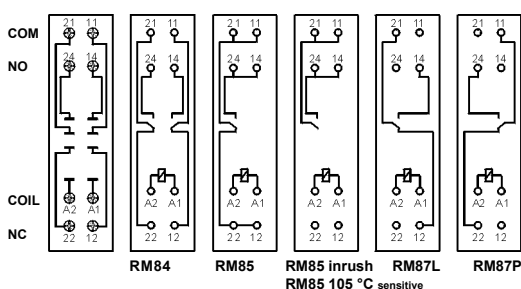 21 11 21 11 21 11 21 11 21 11 21 11
COM
24 14 24 14 24 14 24 14 24 14 24 14
NO
COIL
A2 A1 A2 A1 A2 A1 A2 A1 A2 A1 A2 A1
NC
22 12 22 12 22 12 22 12 22 12 22 12
RM84 RM85 RM85 inrush RM87L RM87P
RM85 105 °C sensitive